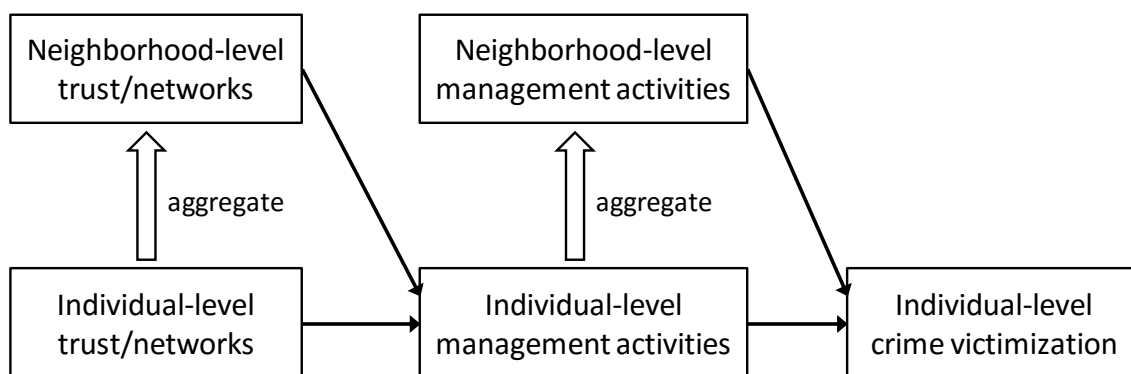 Neighborhood-level
trust/networks
Neighborhood-level
management activities
aggregate
aggregate
Individual-level
trust/networks
Individual-level
management activities
Individual-level
crime victimization